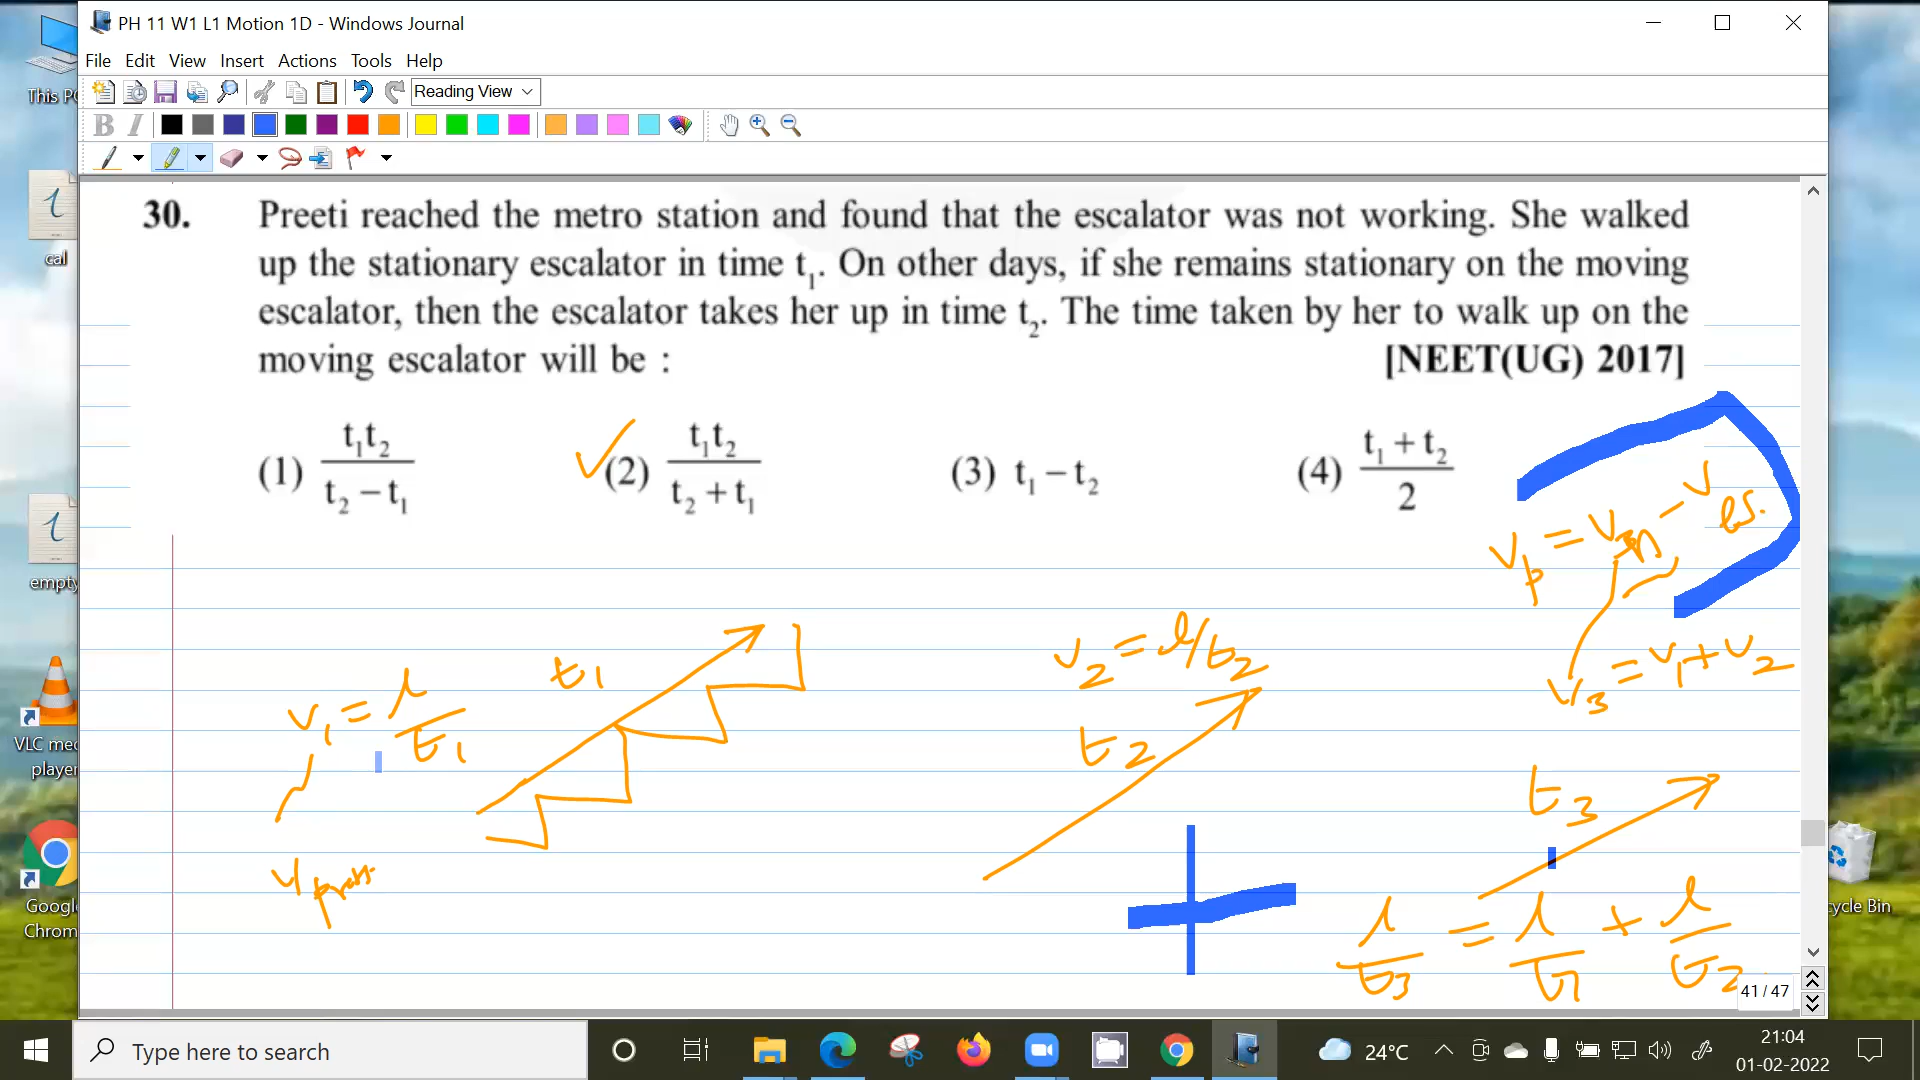 PH 11 W1 L1 Motion 1D - Windows Journal
File Edit View Insert Actions Tools Help
Reading View
B I
This PC
cal
empty
VLC med
player
Googl
Chrom
cycle Bin
30. Preeti reached the metro station and found that the escalator was not working. She walked
up the stationary escalator in time t₁. On other days, if she remains stationary on the moving
escalator, then the escalator takes her up in time t₂. The time taken by her to walk up on the
moving escalator will be : [NEET(UG) 2017]
(1) t₁t₂ / (t₂ − t₁) (2) t₁t₂ / (t₂ + t₁) (3) t₁ − t₂ (4) (t₁ + t₂) / 2
v₃ = v₁ + v₂
v₁ = l/t₁
t₁
v₂ = l/t₂
t₂
t₃
l/t₃ = l/t₁ + l/t₂
41 / 47
Type here to search
24°C
21:04
01-02-2022